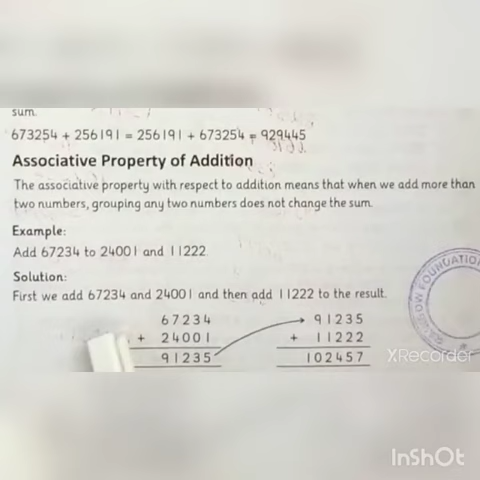 sum.
673254 + 256191 = 256191 + 673254 = 929445
Associative Property of Addition
The associative property with respect to addition means that when we add more than
two numbers, grouping any two numbers does not change the sum.
Example:
Add 67234 to 24001 and 11222.
Solution:
First we add 67234 and 24001 and then add 11222 to the result.
67234
+ 24001
91235
91235
+ 11222
102457
FOUNDATION
XRecorder
InShOt